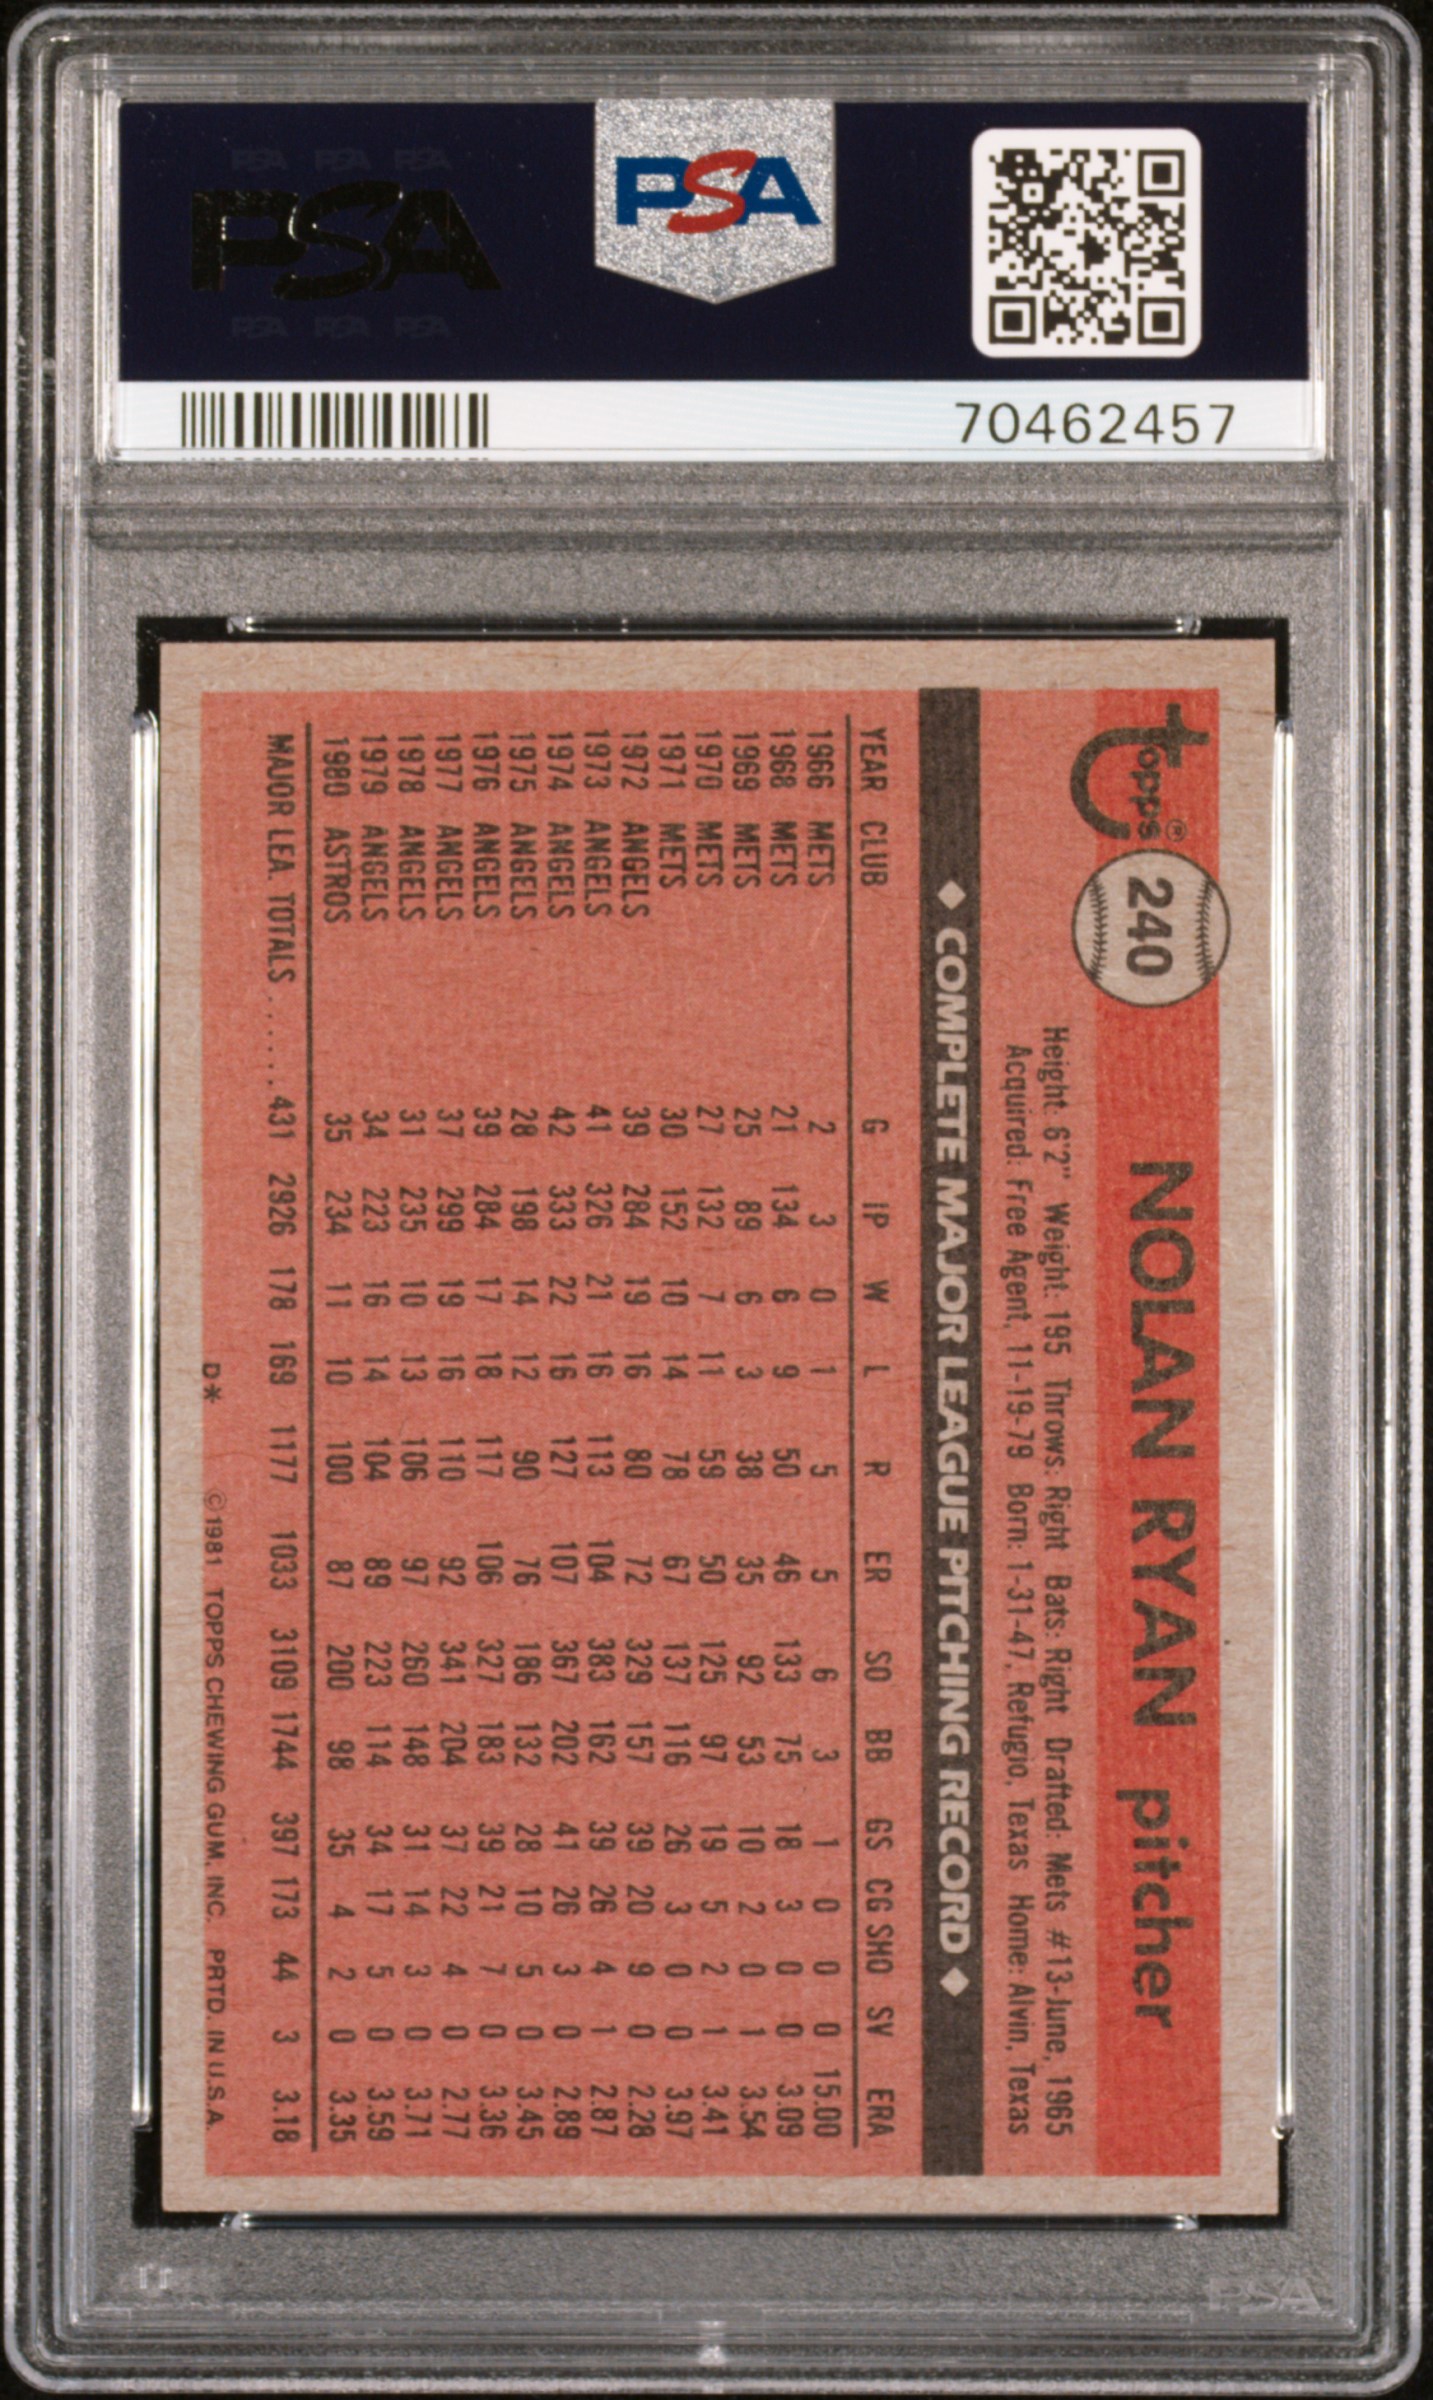 PSA PSA PSA
PSA
PSA PSA PSA
PSA
70462457
Topps® 240 NOLAN RYAN pitcher
Height: 6'2" Weight: 195 Throws: Right Bats: Right Drafted: Mets #13-June, 1965
Acquired: Free Agent, 11-19-79 Born: 1-31-47, Refugio, Texas Home: Alvin, Texas
◆ COMPLETE MAJOR LEAGUE PITCHING RECORD ◆
YEAR CLUB G IP W L R ER SO BB GS CG SHO SV ERA
1966 METS 2 3 0 1 5 5 6 3 1 0 0 0 15.00
1968 METS 21 134 6 9 50 46 133 75 18 3 0 0 3.09
1969 METS 25 89 6 3 38 35 92 53 10 2 0 1 3.54
1970 METS 27 132 7 11 59 50 125 97 19 5 2 1 3.41
1971 METS 30 152 10 14 78 67 137 116 26 3 0 0 3.97
1972 ANGELS 39 284 19 16 80 72 329 157 39 20 9 0 2.28
1973 ANGELS 41 326 21 16 113 104 383 162 39 26 4 1 2.87
1974 ANGELS 42 333 22 16 127 107 367 202 41 26 3 0 2.89
1975 ANGELS 28 198 14 12 90 76 186 132 28 10 5 0 3.45
1976 ANGELS 39 284 17 18 117 106 327 183 39 21 7 0 3.36
1977 ANGELS 37 299 19 16 110 92 341 204 37 22 4 0 2.77
1978 ANGELS 31 235 10 13 106 97 260 148 31 14 3 0 3.71
1979 ANGELS 34 223 16 14 104 89 223 114 34 17 5 0 3.59
1980 ASTROS 35 234 11 10 100 87 200 98 35 4 2 0 3.35
MAJOR LEA. TOTALS ...... 431 2926 178 169 1177 1033 3109 1744 397 173 44 3 3.18
D* ©1981 TOPPS CHEWING GUM, INC. PRTD. IN U.S.A.
PSA